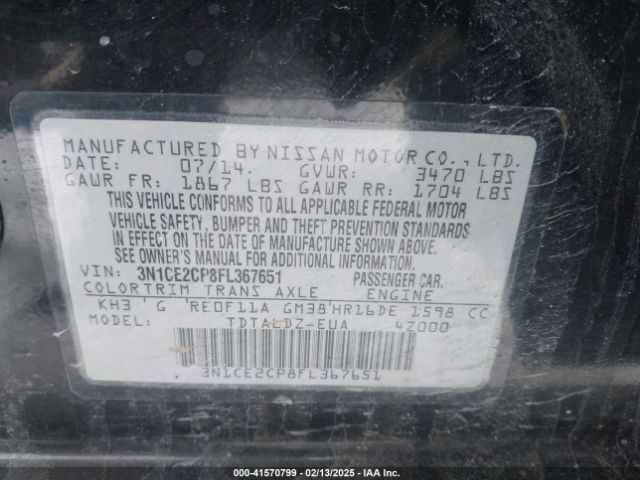 MANUFACTURED BY NISSAN MOTOR CO., LTD.
DATE: 07/14. GVWR: 3470 LBS
GAWR FR: 1867 LBS GAWR RR: 1704 LBS
THIS VEHICLE CONFORMS TO ALL APPLICABLE FEDERAL MOTOR
VEHICLE SAFETY, BUMPER AND THEFT PREVENTION STANDARDS
IN EFFECT ON THE DATE OF MANUFACTURE SHOWN ABOVE.
SEE OWNER'S MANUAL FOR ADDITIONAL INFORMATION.
VIN: 3N1CE2CP8FL367651 PASSENGER CAR.
COLOR TRIM TRANS AXLE ENGINE
KH3 ' G 'RE0F11A GM38'HR16DE 1598 CC
MODEL TDTALDZ-EUA 4Z000
3N1CE2CP8FL367651
000-41570799 — 02/13/2025 — IAA Inc.